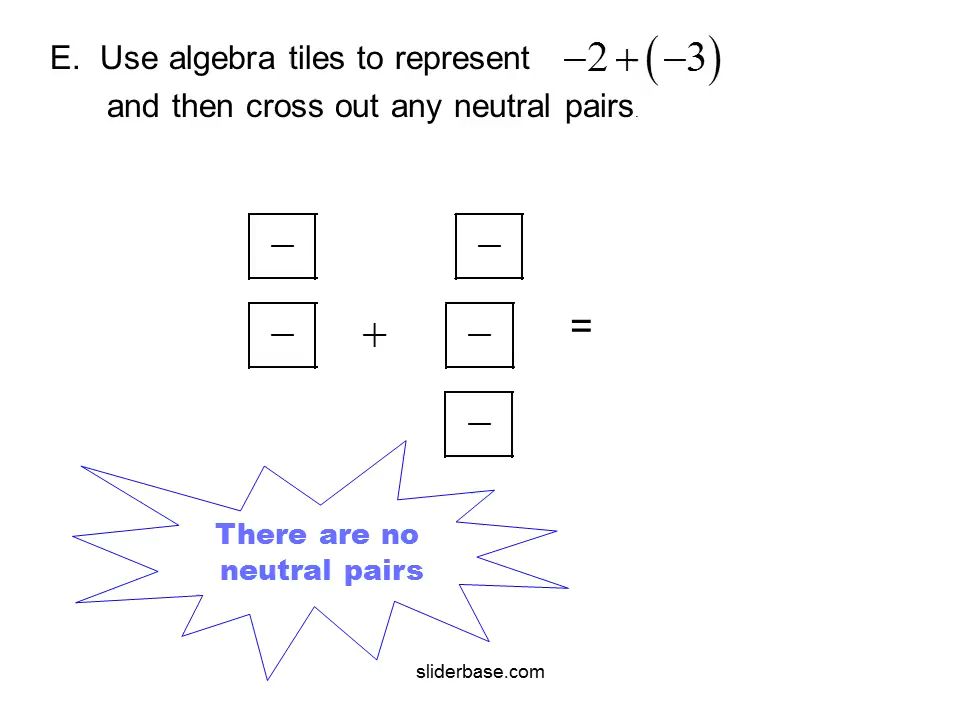 E. Use algebra tiles to represent −2+(−3)
and then cross out any neutral pairs.
− −
− + − =
−
There are no
neutral pairs
sliderbase.com